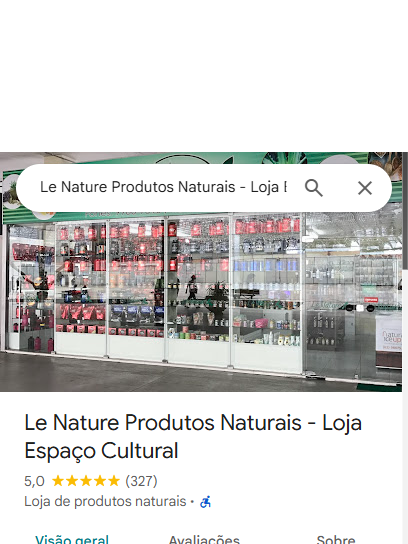 Le Nature Produtos Naturais - Loja E
Le Nature Produtos Naturais - Loja
Espaço Cultural
5,0 (327)
Loja de produtos naturais ·
Visão geral Avaliações Sobre